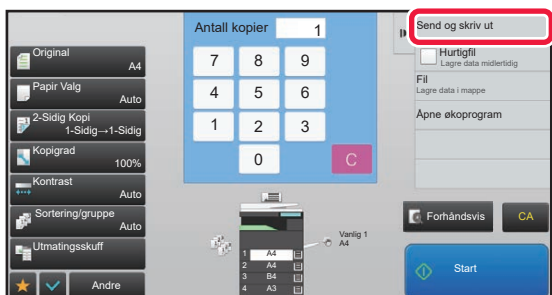 Original
A4
Papir Valg
Auto
2-Sidig Kopi
1-Sidig→1-Sidig
Kopigrad
100%
Kontrast
Auto
Sortering/gruppe
Auto
Utmatingsskuff
Andre
Antall kopier 1
7 8 9
4 5 6
1 2 3
0 C
1 A4
2 A4
3 B4
4 A3
Vanlig 1
A4
Send og skriv ut
Hurtigfil
Lagre data midlertidig
Fil
Lagre data i mappe
Åpne økoprogram
Forhåndsvis CA
Start